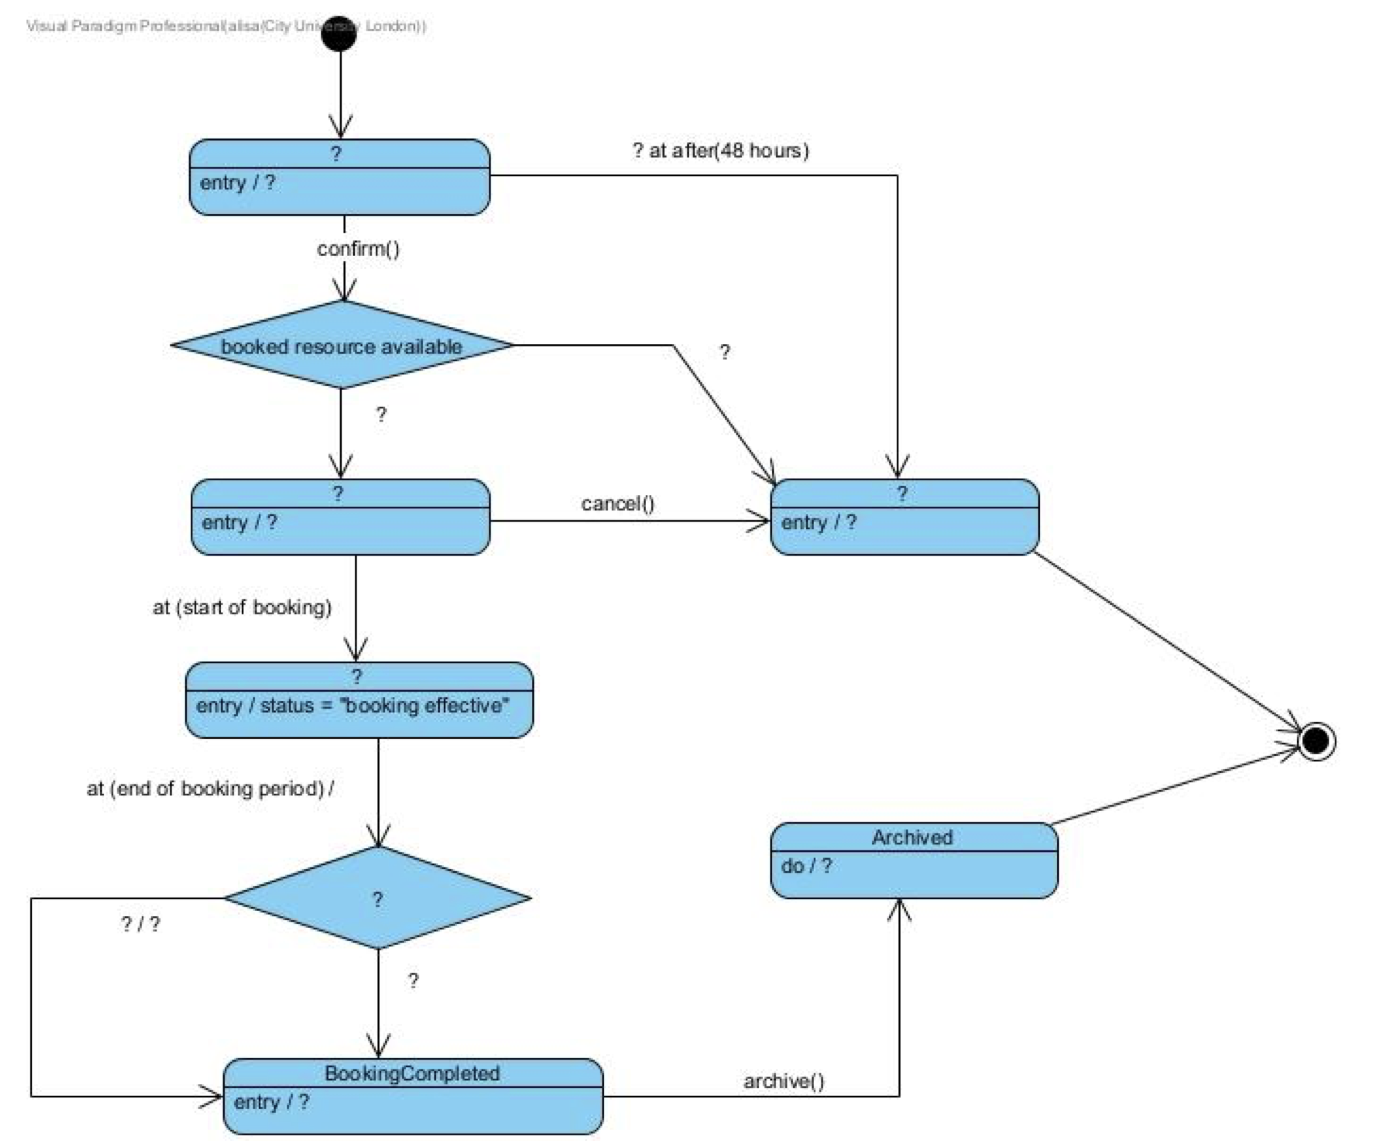 Visual Paradigm Professional(alisa(City University London))
?
entry / ?
? at after(48 hours)
confirm()
booked resource available
?
?
?
entry / ?
cancel()
?
entry / ?
at (start of booking)
?
entry / status = "booking effective"
at (end of booking period) /
Archived
do / ?
?
? / ?
?
BookingCompleted
entry / ?
archive()